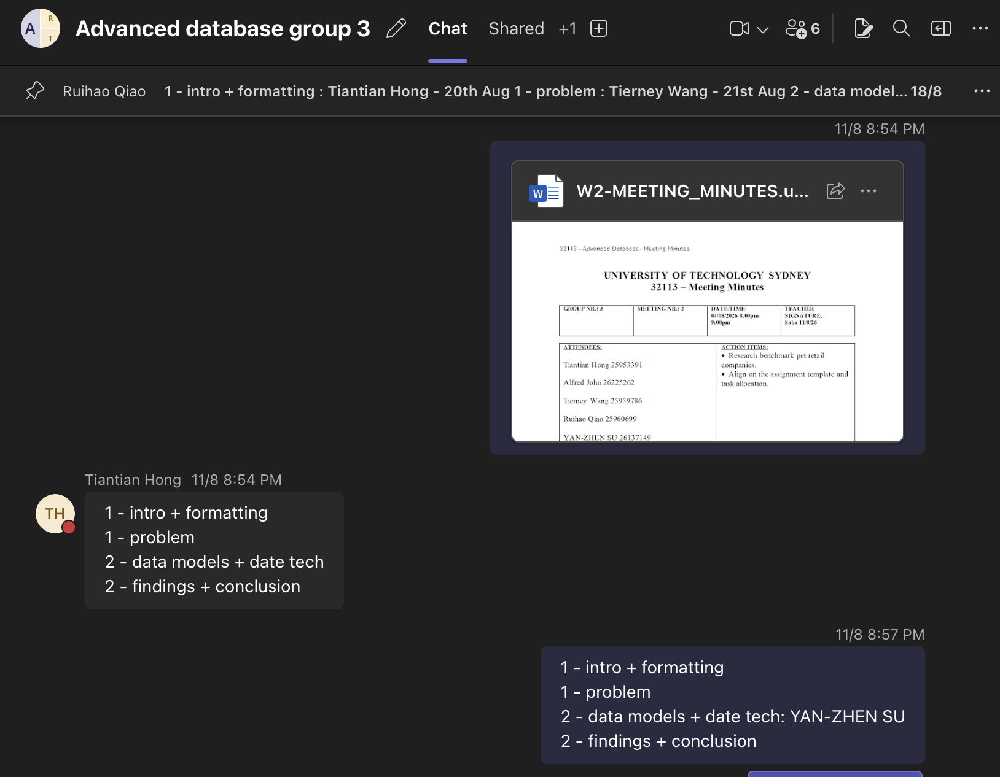 A R T Advanced database group 3 Chat Shared +1 6
Ruihao Qiao 1 - intro + formatting : Tiantian Hong - 20th Aug 1 - problem : Tierney Wang - 21st Aug 2 - data model... 18/8
11/8 8:54 PM
W W2-MEETING_MINUTES.u...
32113 – Advanced Database– Meeting Minutes
UNIVERSITY OF TECHNOLOGY SYDNEY
32113 – Meeting Minutes
GROUP NR.: 3
MEETING NR.: 2
DATE/TIME:
04/08/2026 8:00pm-
9:00pm
TEACHER
SIGNATURE:
Saba 11/8/26
ATTENDEES:
Tiantian Hong 25953391
Alfred John 26225262
Tierney Wang 25959786
Ruihao Qiao 25960699
YAN-ZHEN SU 26137149
ACTION ITEMS:
• Research benchmark pet retail
companies.
• Align on the assignment template and
task allocation.
Tiantian Hong 11/8 8:54 PM
TH
1 - intro + formatting
1 - problem
2 - data models + date tech
2 - findings + conclusion
11/8 8:57 PM
1 - intro + formatting
1 - problem
2 - data models + date tech: YAN-ZHEN SU
2 - findings + conclusion